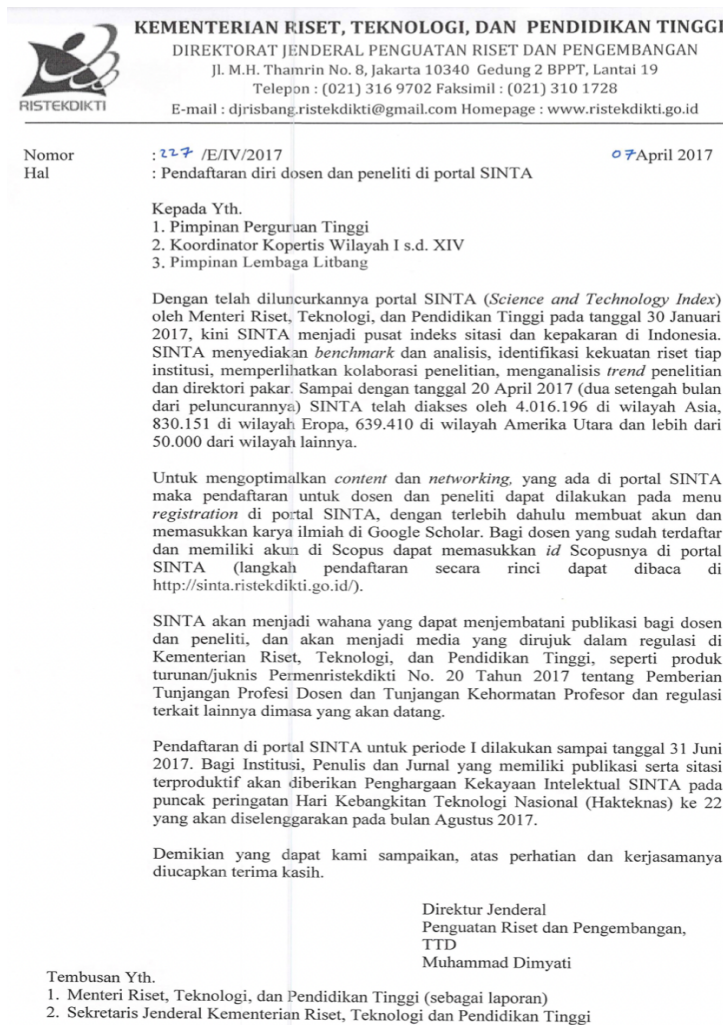 KEMENTERIAN RISET, TEKNOLOGI, DAN PENDIDIKAN TINGGI
DIREKTORAT JENDERAL PENGUATAN RISET DAN PENGEMBANGAN
Jl. M.H. Thamrin No. 8, Jakarta 10340 Gedung 2 BPPT, Lantai 19
Telepon : (021) 316 9702 Faksimil : (021) 310 1728
RISTEKDIKTI
E-mail : djrisbang.ristekdikti@gmail.com Homepage : www.ristekdikti.go.id
Nomor : 227 /E/IV/2017 07 April 2017
Hal : Pendaftaran diri dosen dan peneliti di portal SINTA
Kepada Yth.
1. Pimpinan Perguruan Tinggi
2. Koordinator Kopertis Wilayah I s.d. XIV
3. Pimpinan Lembaga Litbang
Dengan telah diluncurkannya portal SINTA (Science and Technology Index)
oleh Menteri Riset, Teknologi, dan Pendidikan Tinggi pada tanggal 30 Januari
2017, kini SINTA menjadi pusat indeks sitasi dan kepakaran di Indonesia.
SINTA menyediakan benchmark dan analisis, identifikasi kekuatan riset tiap
institusi, memperlihatkan kolaborasi penelitian, menganalisis trend penelitian
dan direktori pakar. Sampai dengan tanggal 20 April 2017 (dua setengah bulan
dari peluncurannya) SINTA telah diakses oleh 4.016.196 di wilayah Asia,
830.151 di wilayah Eropa, 639.410 di wilayah Amerika Utara dan lebih dari
50.000 dari wilayah lainnya.
Untuk mengoptimalkan content dan networking, yang ada di portal SINTA
maka pendaftaran untuk dosen dan peneliti dapat dilakukan pada menu
registration di portal SINTA, dengan terlebih dahulu membuat akun dan
memasukkan karya ilmiah di Google Scholar. Bagi dosen yang sudah terdaftar
dan memiliki akun di Scopus dapat memasukkan id Scopusnya di portal
SINTA (langkah pendaftaran secara rinci dapat dibaca di
http://sinta.ristekdikti.go.id/).
SINTA akan menjadi wahana yang dapat menjembatani publikasi bagi dosen
dan peneliti, dan akan menjadi media yang dirujuk dalam regulasi di
Kementerian Riset, Teknologi, dan Pendidikan Tinggi, seperti produk
turunan/juknis Permenristekdikti No. 20 Tahun 2017 tentang Pemberian
Tunjangan Profesi Dosen dan Tunjangan Kehormatan Profesor dan regulasi
terkait lainnya dimasa yang akan datang.
Pendaftaran di portal SINTA untuk periode I dilakukan sampai tanggal 31 Juni
2017. Bagi Institusi, Penulis dan Jurnal yang memiliki publikasi serta sitasi
terproduktif akan diberikan Penghargaan Kekayaan Intelektual SINTA pada
puncak peringatan Hari Kebangkitan Teknologi Nasional (Hakteknas) ke 22
yang akan diselenggarakan pada bulan Agustus 2017.
Demikian yang dapat kami sampaikan, atas perhatian dan kerjasamanya
diucapkan terima kasih.
Direktur Jenderal
Penguatan Riset dan Pengembangan,
TTD
Muhammad Dimyati
Tembusan Yth.
1. Menteri Riset, Teknologi, dan Pendidikan Tinggi (sebagai laporan)
2. Sekretaris Jenderal Kementerian Riset, Teknologi dan Pendidikan Tinggi